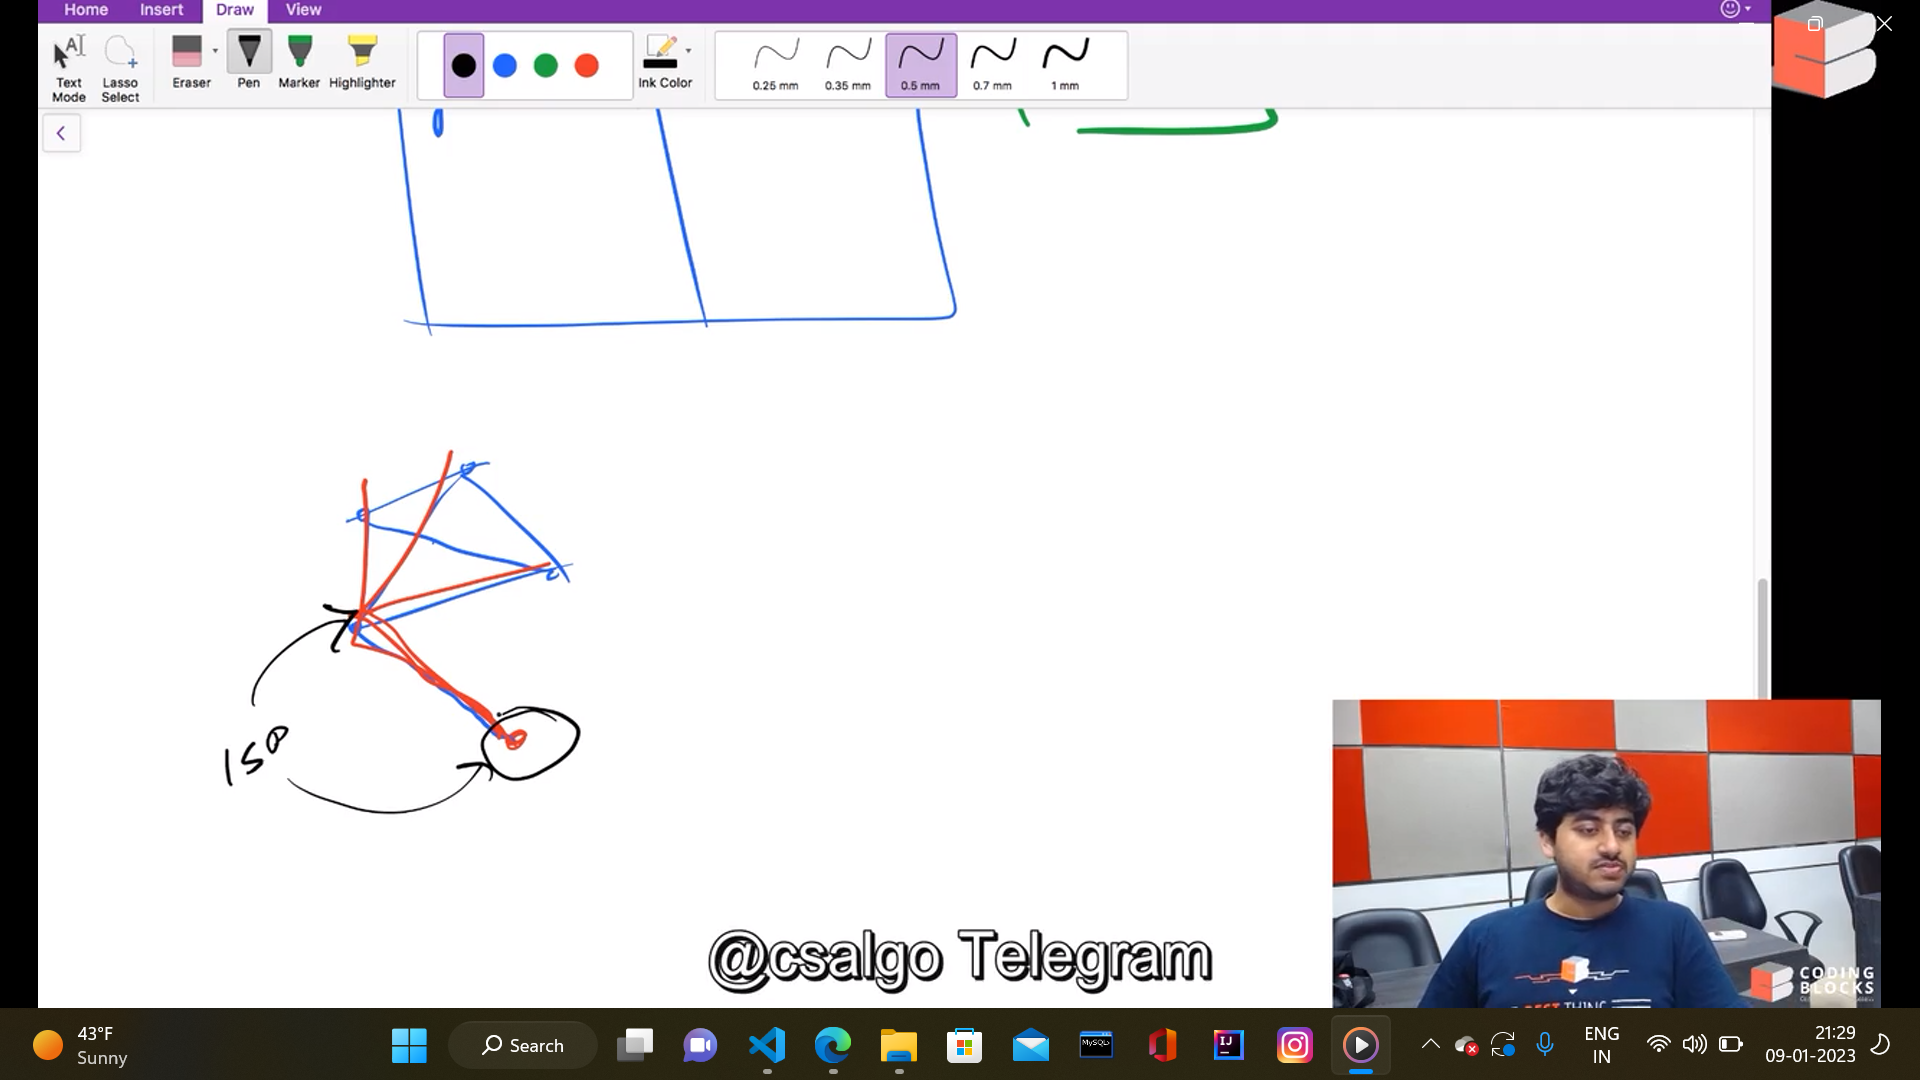 Home Insert Draw View
Text Mode
Lasso Select
Eraser
Pen
Marker
Highlighter
Ink Color
0.25 mm
0.35 mm
0.5 mm
0.7 mm
1 mm
@csalgo Telegram
CODING
BLOCKS
43°F
Sunny
Search
MySQL
IJ
ENG
IN
21:29
09-01-2023